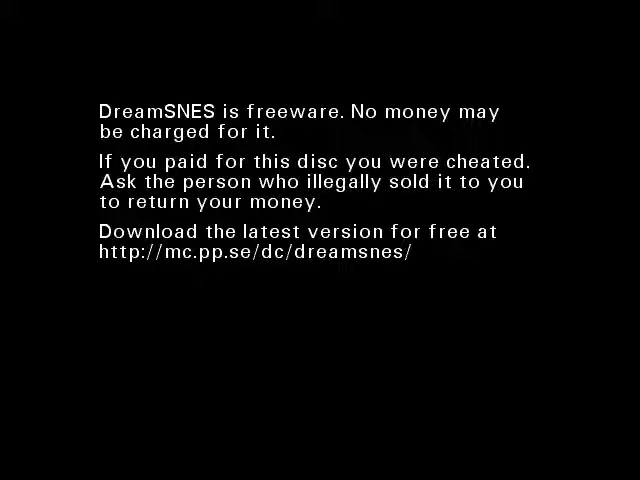 DreamSNES is freeware. No money may
be charged for it.
If you paid for this disc you were cheated.
Ask the person who illegally sold it to you
to return your money.
Download the latest version for free at
http://mc.pp.se/dc/dreamsnes/